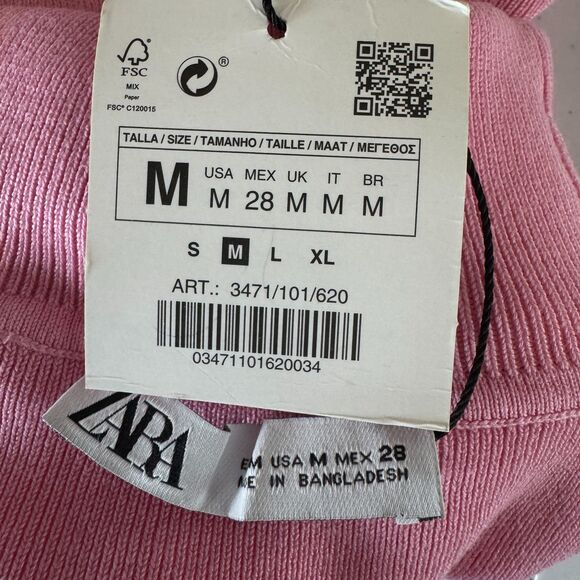 FSC
MIX
Paper
FSC® C120015
®
TALLA / SIZE / TAMANHO / TAILLE / MAAT / ΜΕΓΕΘΟΣ
M
USA MEX UK IT BR
M 28 M M M
S M L XL
ART.: 3471/101/620
03471101620034
ZARA
USA M MEX 28
IN BANGLADESH